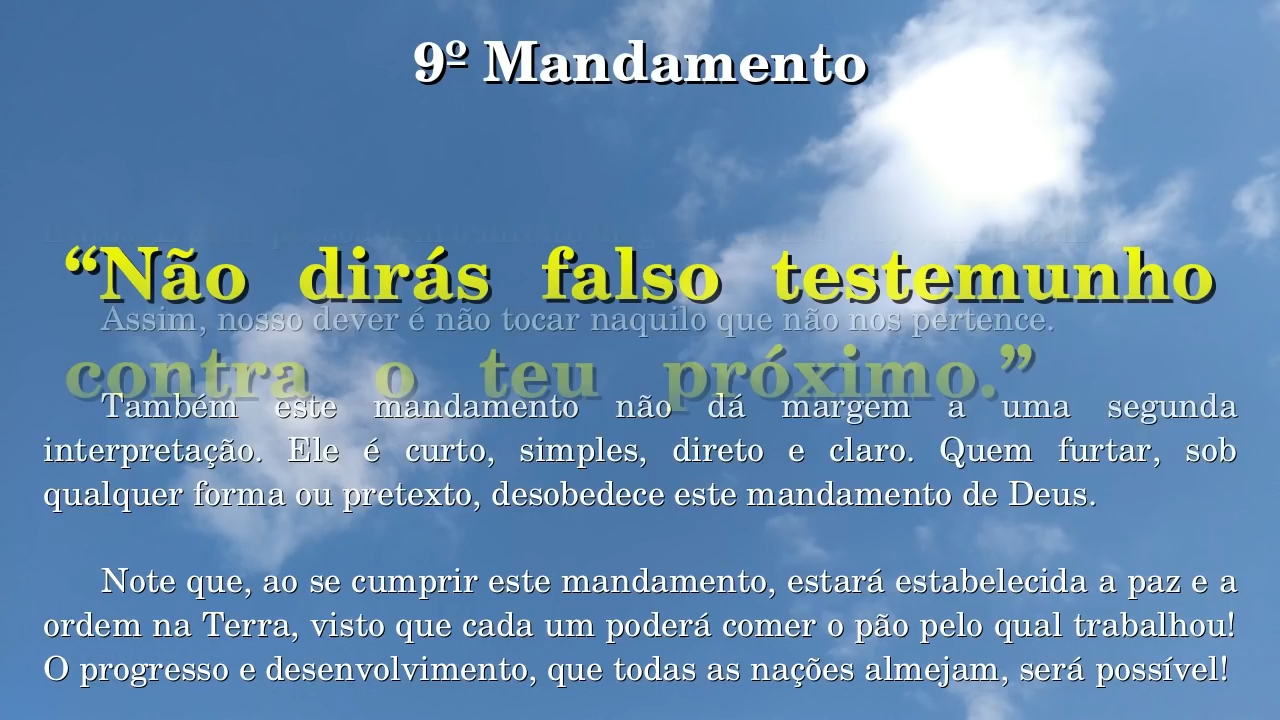 9º Mandamento
“Não dirás falso testemunho
Assim, nosso dever é não tocar naquilo que não nos pertence.
contra o teu próximo.”
Também este mandamento não dá margem a uma segunda
interpretação. Ele é curto, simples, direto e claro. Quem furtar, sob
qualquer forma ou pretexto, desobedece este mandamento de Deus.
Note que, ao se cumprir este mandamento, estará estabelecida a paz e a
ordem na Terra, visto que cada um poderá comer o pão pelo qual trabalhou!
O progresso e desenvolvimento, que todas as nações almejam, será possível!